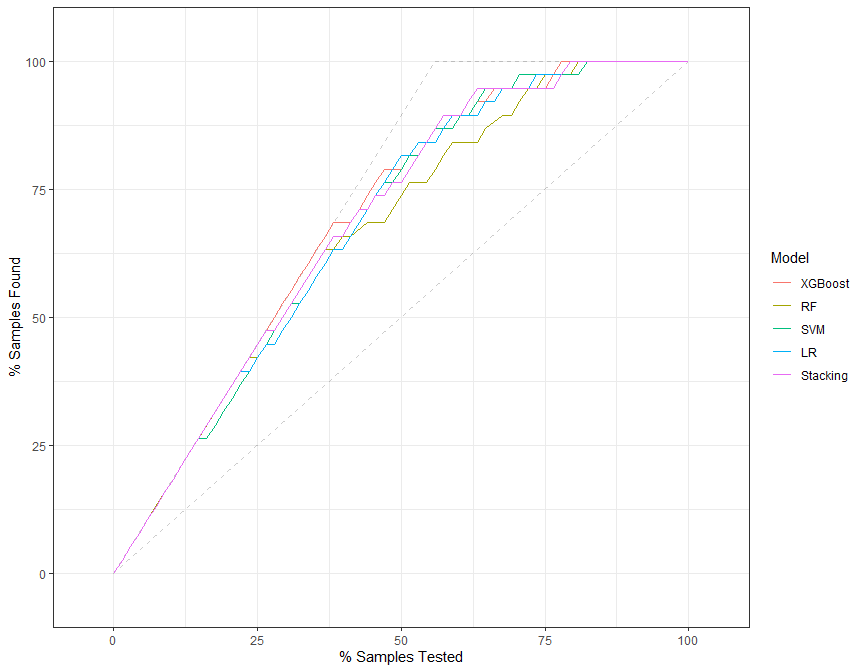 100
75
50
25
0
% Samples Found
0
25
50
75
100
% Samples Tested
Model
XGBoost
RF
SVM
LR
Stacking